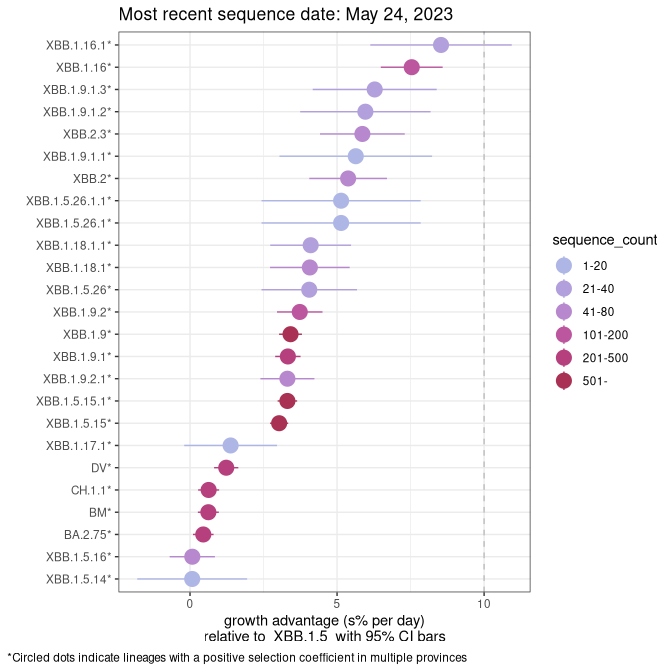 Most recent sequence date: May 24, 2023
XBB.1.16.1*
XBB.1.16*
XBB.1.9.1.3*
XBB.1.9.1.2*
XBB.2.3*
XBB.1.9.1.1*
XBB.2*
XBB.1.5.26.1.1*
XBB.1.5.26.1*
XBB.1.18.1.1*
XBB.1.18.1*
XBB.1.5.26*
XBB.1.9.2*
XBB.1.9*
XBB.1.9.1*
XBB.1.9.2.1*
XBB.1.5.15.1*
XBB.1.5.15*
XBB.1.17.1*
DV*
CH.1.1*
BM*
BA.2.75*
XBB.1.5.16*
XBB.1.5.14*
0 5 10
growth advantage (s% per day)
relative to XBB.1.5 with 95% CI bars
sequence_count
1-20
21-40
41-80
101-200
201-500
501-
*Circled dots indicate lineages with a positive selection coefficient in multiple provinces